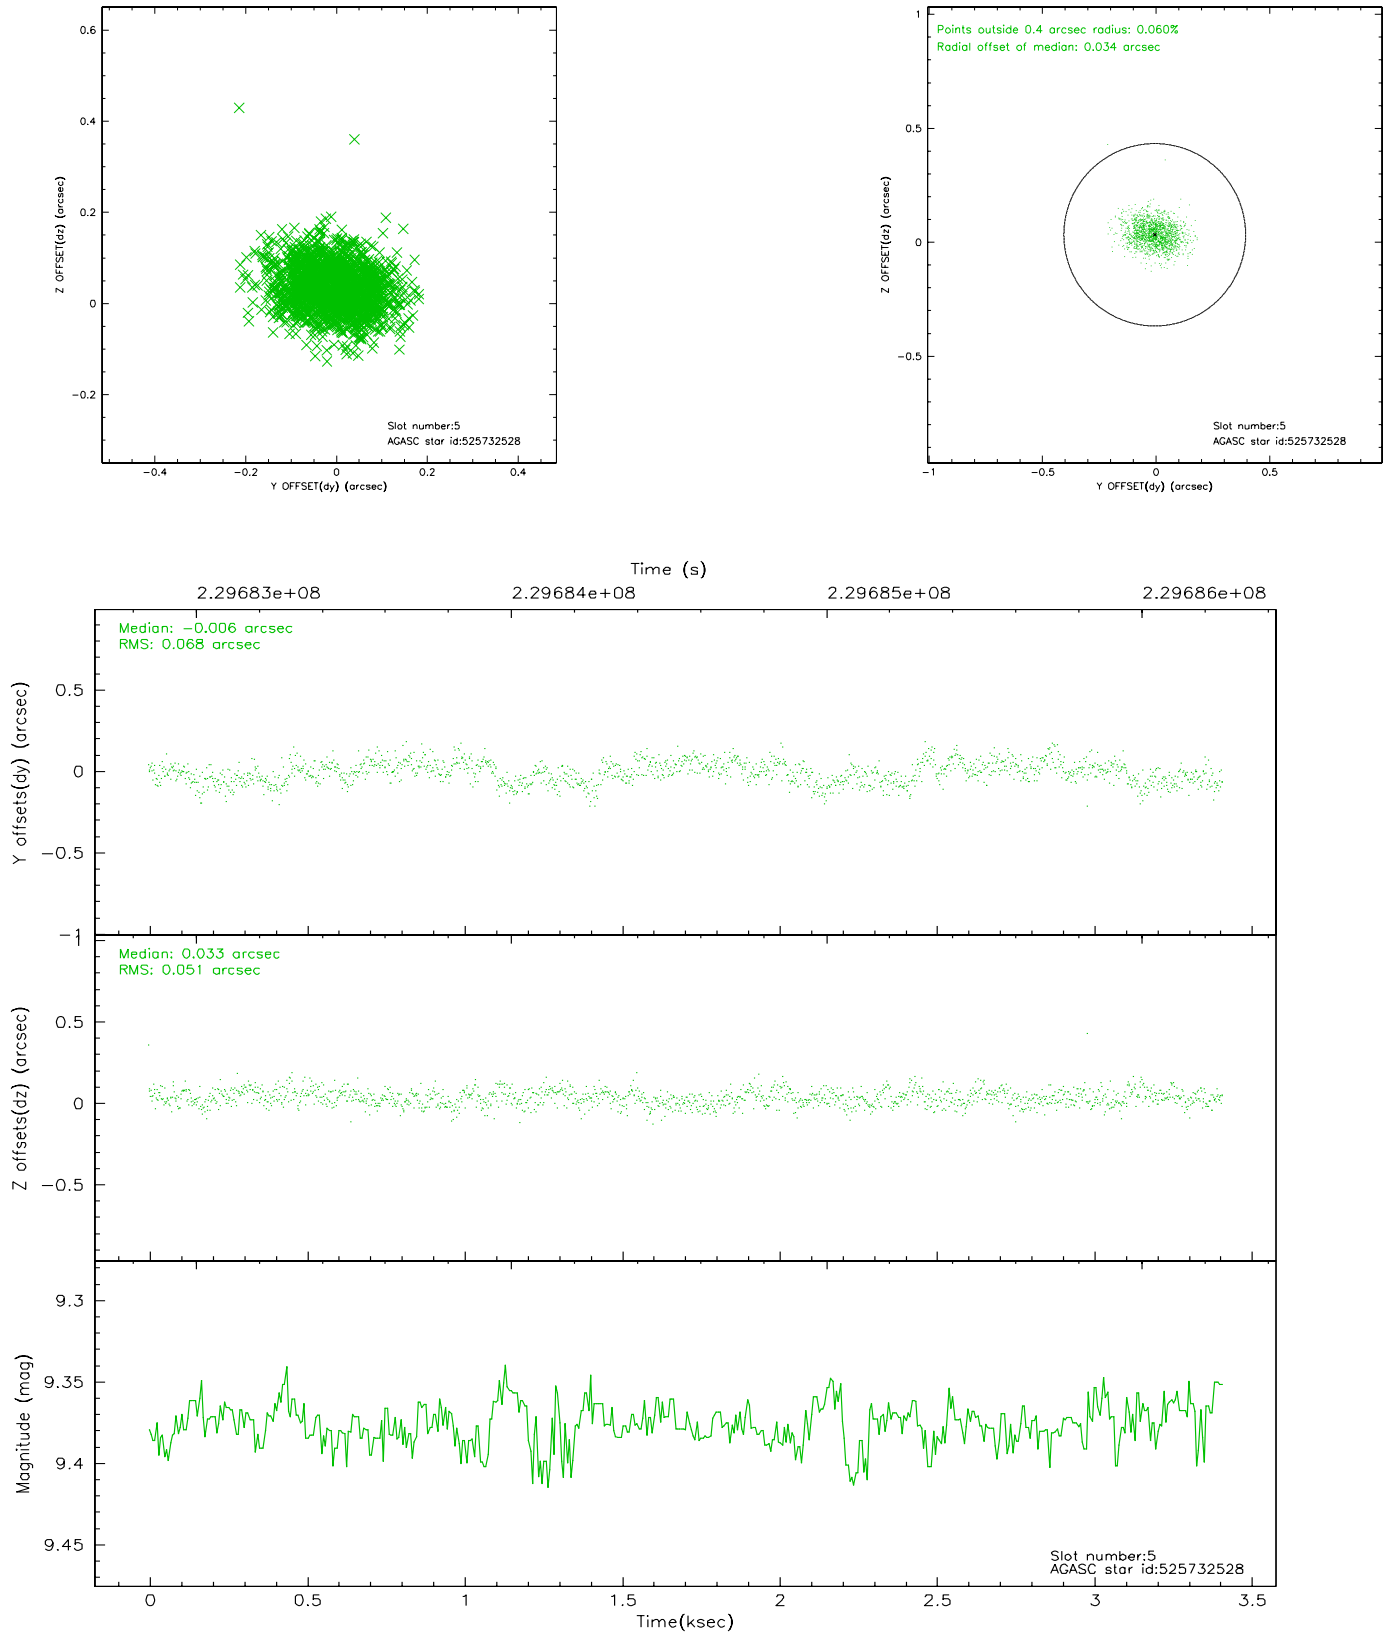 0.6
0.4
0.2
0
−0.2
Z OFFSET(dz) (arcsec)
−0.4
−0.2
0
0.2
0.4
Y OFFSET(dy) (arcsec)
Slot number:5
AGASC star id:525732528
Points outside 0.4 arcsec radius: 0.060%
Radial offset of median: 0.034 arcsec
1
0.5
0
−0.5
Z OFFSET(dz) (arcsec)
−1
−0.5
0
0.5
Y OFFSET(dy) (arcsec)
Slot number:5
AGASC star id:525732528
Time (s)
2.29683e+08
2.29684e+08
2.29685e+08
2.29686e+08
Median: −0.006 arcsec
RMS: 0.068 arcsec
0.5
0
−0.5
−1
Y offsets(dy) (arcsec)
Median: 0.033 arcsec
RMS: 0.051 arcsec
1
0.5
0
−0.5
Z offsets(dz) (arcsec)
9.3
9.35
9.4
9.45
Magnitude (mag)
Slot number:5
AGASC star id:525732528
0
0.5
1
1.5
2
2.5
3
3.5
Time(ksec)